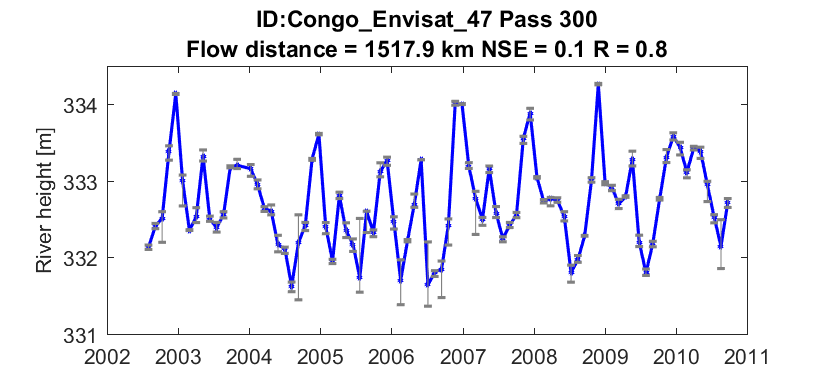 ID:Congo_Envisat_47 Pass 300
Flow distance = 1517.9 km NSE = 0.1 R = 0.8
River height [m]
334
333
332
331
2002 2003 2004 2005 2006 2007 2008 2009 2010 2011